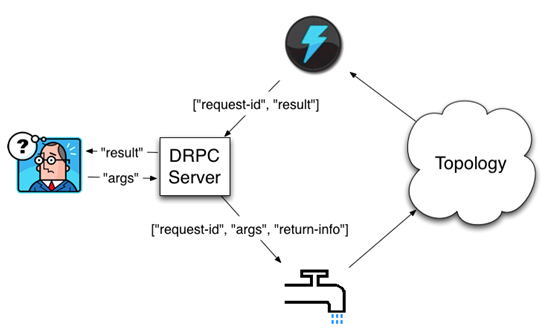 ["request-id", "result"]
?
"result"
DRPC
Server
"args"
Topology
["request-id", "args", "return-info"]